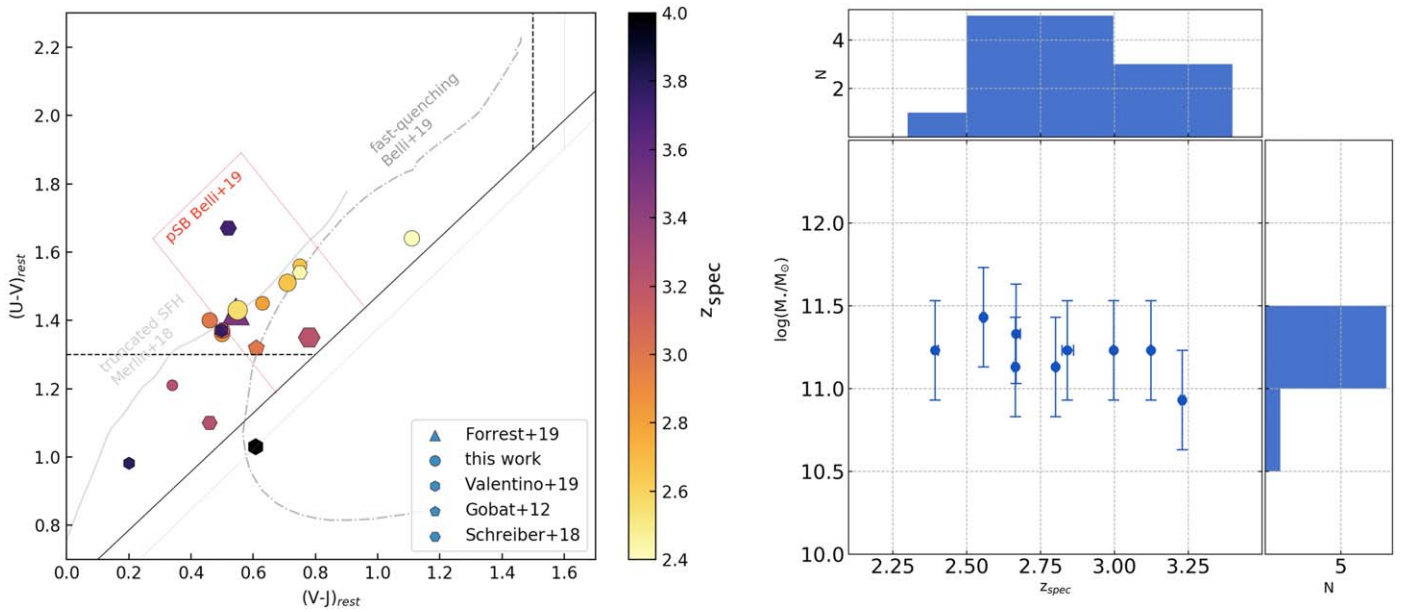 2.2
2.0
1.8
1.6
1.4
1.2
1.0
0.8
(U-V)rest
0.0 0.2 0.4 0.6 0.8 1.0 1.2 1.4 1.6
(V-J)rest
fast-quenching
Belli+19
pSB Belli+19
truncated SFH
Merlin+18
Forrest+19
this work
Valentino+19
Gobat+12
Schreiber+18
4.0
3.8
3.6
3.4
3.2
3.0
2.8
2.6
2.4
zspec
4
2
N
12.0
11.5
11.0
10.5
10.0
log(M⋆/M⊙)
2.25 2.50 2.75 3.00 3.25
zspec
5
N